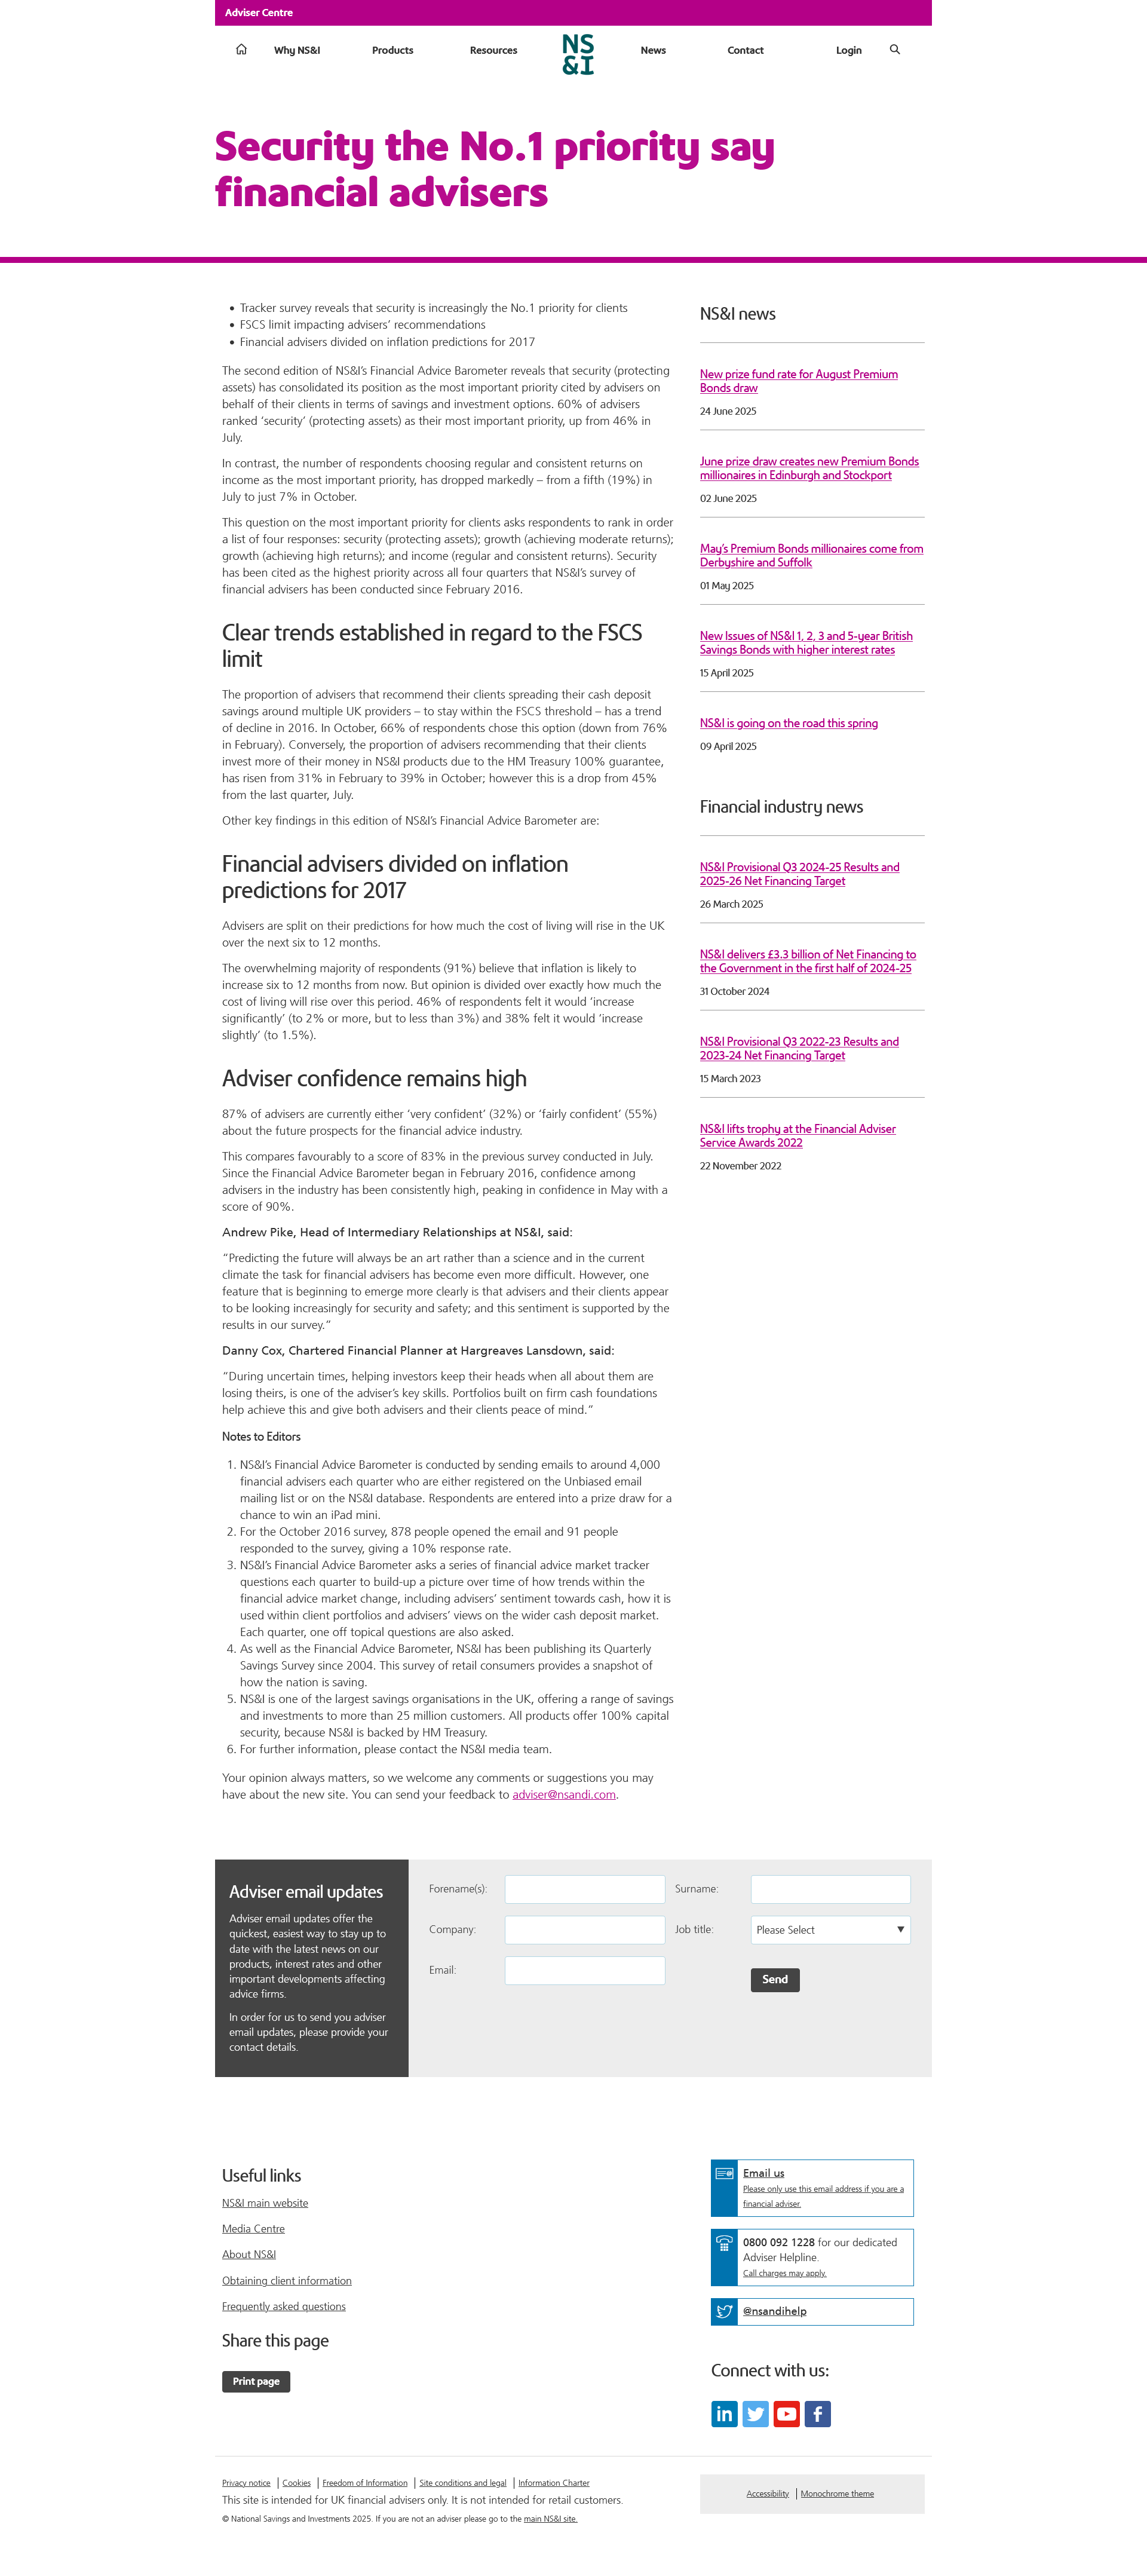 Adviser Centre
Why NS&I
Products
Resources
NS
&I
News
Contact
Login
Security the No.1 priority say
financial advisers
Tracker survey reveals that security is increasingly the No.1 priority for clients
FSCS limit impacting advisers’ recommendations
Financial advisers divided on inflation predictions for 2017
The second edition of NS&I’s Financial Advice Barometer reveals that security (protecting
assets) has consolidated its position as the most important priority cited by advisers on
behalf of their clients in terms of savings and investment options. 60% of advisers
ranked ‘security’ (protecting assets) as their most important priority, up from 46% in
July.
In contrast, the number of respondents choosing regular and consistent returns on
income as the most important priority, has dropped markedly – from a fifth (19%) in
July to just 7% in October.
This question on the most important priority for clients asks respondents to rank in order
a list of four responses: security (protecting assets); growth (achieving moderate returns);
growth (achieving high returns); and income (regular and consistent returns). Security
has been cited as the highest priority across all four quarters that NS&I’s survey of
financial advisers has been conducted since February 2016.
Clear trends established in regard to the FSCS
limit
The proportion of advisers that recommend their clients spreading their cash deposit
savings around multiple UK providers – to stay within the FSCS threshold – has a trend
of decline in 2016. In October, 66% of respondents chose this option (down from 76%
in February). Conversely, the proportion of advisers recommending that their clients
invest more of their money in NS&I products due to the HM Treasury 100% guarantee,
has risen from 31% in February to 39% in October; however this is a drop from 45%
from the last quarter, July.
Other key findings in this edition of NS&I’s Financial Advice Barometer are:
Financial advisers divided on inflation
predictions for 2017
Advisers are split on their predictions for how much the cost of living will rise in the UK
over the next six to 12 months.
The overwhelming majority of respondents (91%) believe that inflation is likely to
increase six to 12 months from now. But opinion is divided over exactly how much the
cost of living will rise over this period. 46% of respondents felt it would ‘increase
significantly’ (to 2% or more, but to less than 3%) and 38% felt it would ‘increase
slightly’ (to 1.5%).
Adviser confidence remains high
87% of advisers are currently either ‘very confident’ (32%) or ‘fairly confident’ (55%)
about the future prospects for the financial advice industry.
This compares favourably to a score of 83% in the previous survey conducted in July.
Since the Financial Advice Barometer began in February 2016, confidence among
advisers in the industry has been consistently high, peaking in confidence in May with a
score of 90%.
Andrew Pike, Head of Intermediary Relationships at NS&I, said:
“Predicting the future will always be an art rather than a science and in the current
climate the task for financial advisers has become even more difficult. However, one
feature that is beginning to emerge more clearly is that advisers and their clients appear
to be looking increasingly for security and safety; and this sentiment is supported by the
results in our survey.”
Danny Cox, Chartered Financial Planner at Hargreaves Lansdown, said:
“During uncertain times, helping investors keep their heads when all about them are
losing theirs, is one of the adviser’s key skills. Portfolios built on firm cash foundations
help achieve this and give both advisers and their clients peace of mind.”
Notes to Editors
1. NS&I’s Financial Advice Barometer is conducted by sending emails to around 4,000
financial advisers each quarter who are either registered on the Unbiased email
mailing list or on the NS&I database. Respondents are entered into a prize draw for a
chance to win an iPad mini.
2. For the October 2016 survey, 878 people opened the email and 91 people
responded to the survey, giving a 10% response rate.
3. NS&I’s Financial Advice Barometer asks a series of financial advice market tracker
questions each quarter to build-up a picture over time of how trends within the
financial advice market change, including advisers’ sentiment towards cash, how it is
used within client portfolios and advisers’ views on the wider cash deposit market.
Each quarter, one off topical questions are also asked.
4. As well as the Financial Advice Barometer, NS&I has been publishing its Quarterly
Savings Survey since 2004. This survey of retail consumers provides a snapshot of
how the nation is saving.
5. NS&I is one of the largest savings organisations in the UK, offering a range of savings
and investments to more than 25 million customers. All products offer 100% capital
security, because NS&I is backed by HM Treasury.
6. For further information, please contact the NS&I media team.
Your opinion always matters, so we welcome any comments or suggestions you may
have about the new site. You can send your feedback to adviser@nsandi.com.
NS&I news
New prize fund rate for August Premium
Bonds draw
24 June 2025
June prize draw creates new Premium Bonds
millionaires in Edinburgh and Stockport
02 June 2025
May’s Premium Bonds millionaires come from
Derbyshire and Suffolk
01 May 2025
New Issues of NS&I 1, 2, 3 and 5-year British
Savings Bonds with higher interest rates
15 April 2025
NS&I is going on the road this spring
09 April 2025
Financial industry news
NS&I Provisional Q3 2024-25 Results and
2025-26 Net Financing Target
26 March 2025
NS&I delivers £3.3 billion of Net Financing to
the Government in the first half of 2024-25
31 October 2024
NS&I Provisional Q3 2022-23 Results and
2023-24 Net Financing Target
15 March 2023
NS&I lifts trophy at the Financial Adviser
Service Awards 2022
22 November 2022
Adviser email updates
Adviser email updates offer the
quickest, easiest way to stay up to
date with the latest news on our
products, interest rates and other
important developments affecting
advice firms.
In order for us to send you adviser
email updates, please provide your
contact details.
Forename(s):
Surname:
Company:
Job title:
Please Select
Email:
Send
Useful links
NS&I main website
Media Centre
About NS&I
Obtaining client information
Frequently asked questions
Share this page
Print page
Email us
Please only use this email address if you are a
financial adviser.
0800 092 1228 for our dedicated
Adviser Helpline.
Call charges may apply.
@nsandihelp
Connect with us:
in
f
Privacy notice
Cookies
Freedom of Information
Site conditions and legal
Information Charter
This site is intended for UK financial advisers only. It is not intended for retail customers.
© National Savings and Investments 2025. If you are not an adviser please go to the main NS&I site.
Accessibility
Monochrome theme